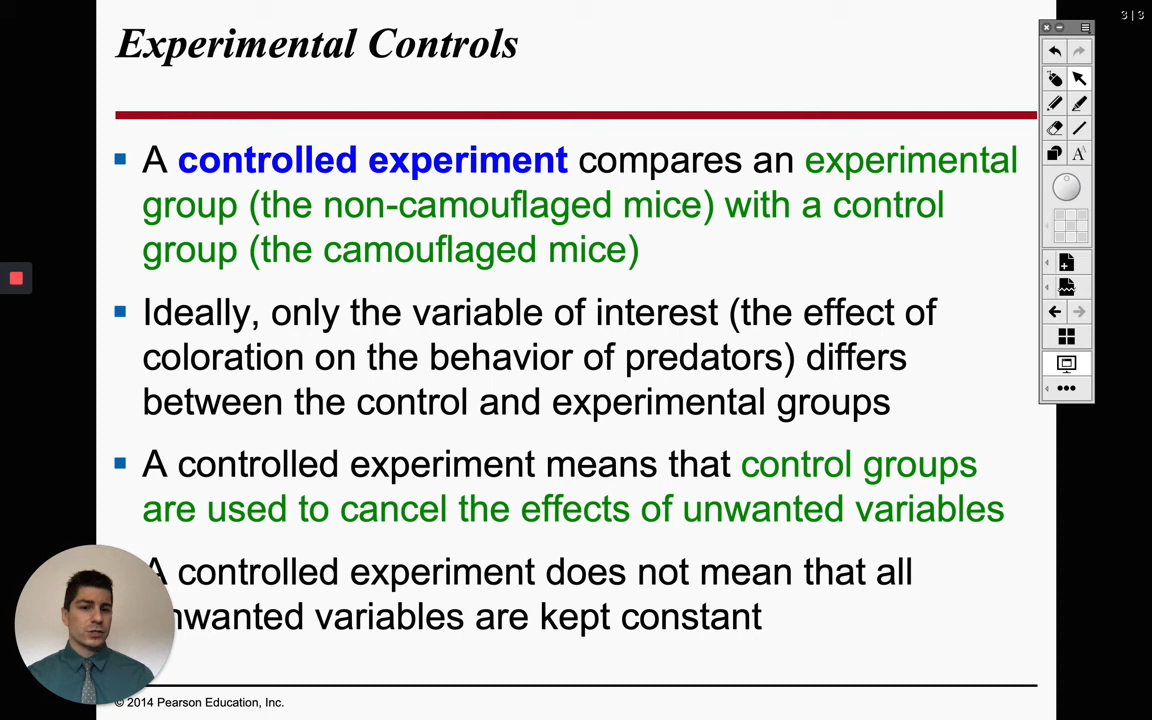 3 | 3
Experimental Controls
A controlled experiment compares an experimental
group (the non-camouflaged mice) with a control
group (the camouflaged mice)
Ideally, only the variable of interest (the effect of
coloration on the behavior of predators) differs
between the control and experimental groups
A controlled experiment means that control groups
are used to cancel the effects of unwanted variables
A controlled experiment does not mean that all
nwanted variables are kept constant
© 2014 Pearson Education, Inc.
A